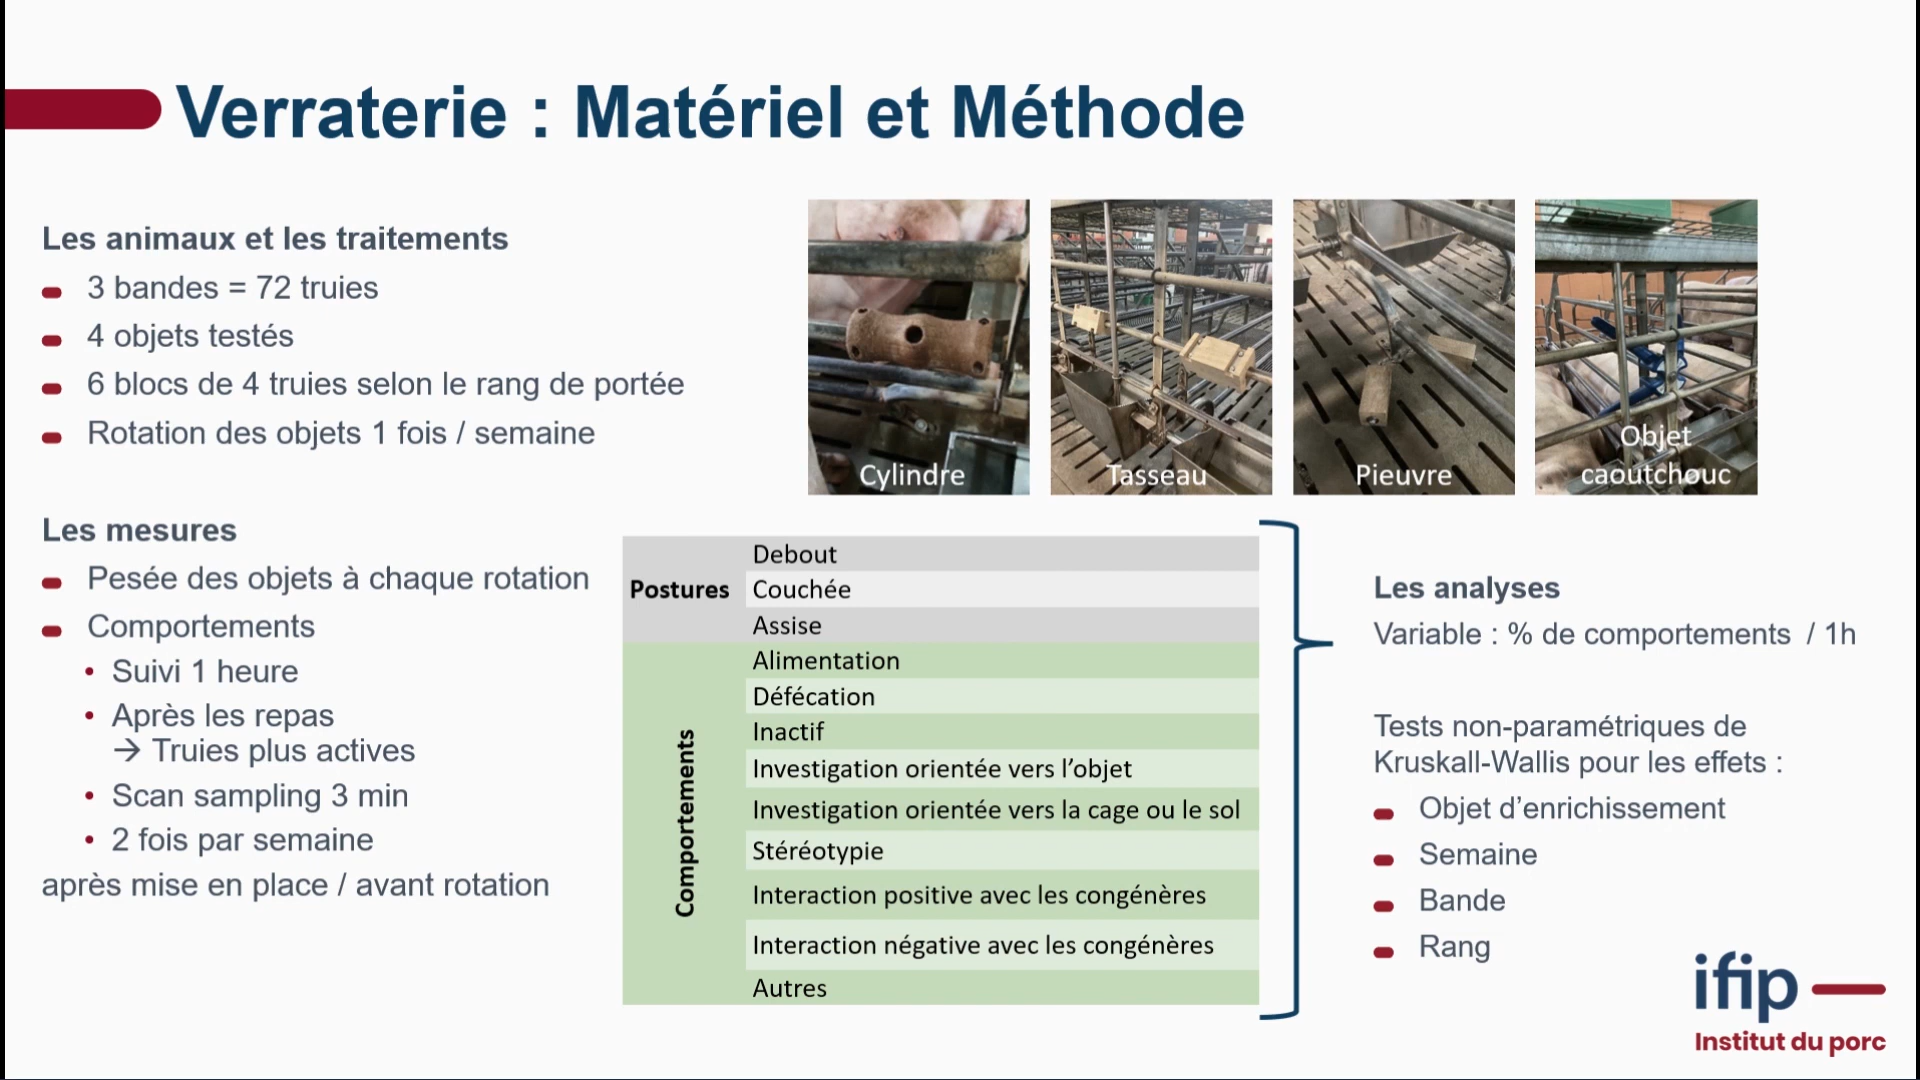 Verraterie : Matériel et Méthode
Les animaux et les traitements
3 bandes = 72 truies
4 objets testés
6 blocs de 4 truies selon le rang de portée
Rotation des objets 1 fois / semaine
Cylindre
Tasseau
Pieuvre
Objet
caoutchouc
Les mesures
Pesée des objets à chaque rotation
Comportements
• Suivi 1 heure
• Après les repas
→ Truies plus actives
• Scan sampling 3 min
• 2 fois par semaine
après mise en place / avant rotation
Postures
Debout
Couchée
Assise
Comportements
Alimentation
Défécation
Inactif
Investigation orientée vers l’objet
Investigation orientée vers la cage ou le sol
Stéréotypie
Interaction positive avec les congénères
Interaction négative avec les congénères
Autres
Les analyses
Variable : % de comportements / 1h
Tests non-paramétriques de
Kruskall-Wallis pour les effets :
Objet d’enrichissement
Semaine
Bande
Rang
ifip
Institut du porc